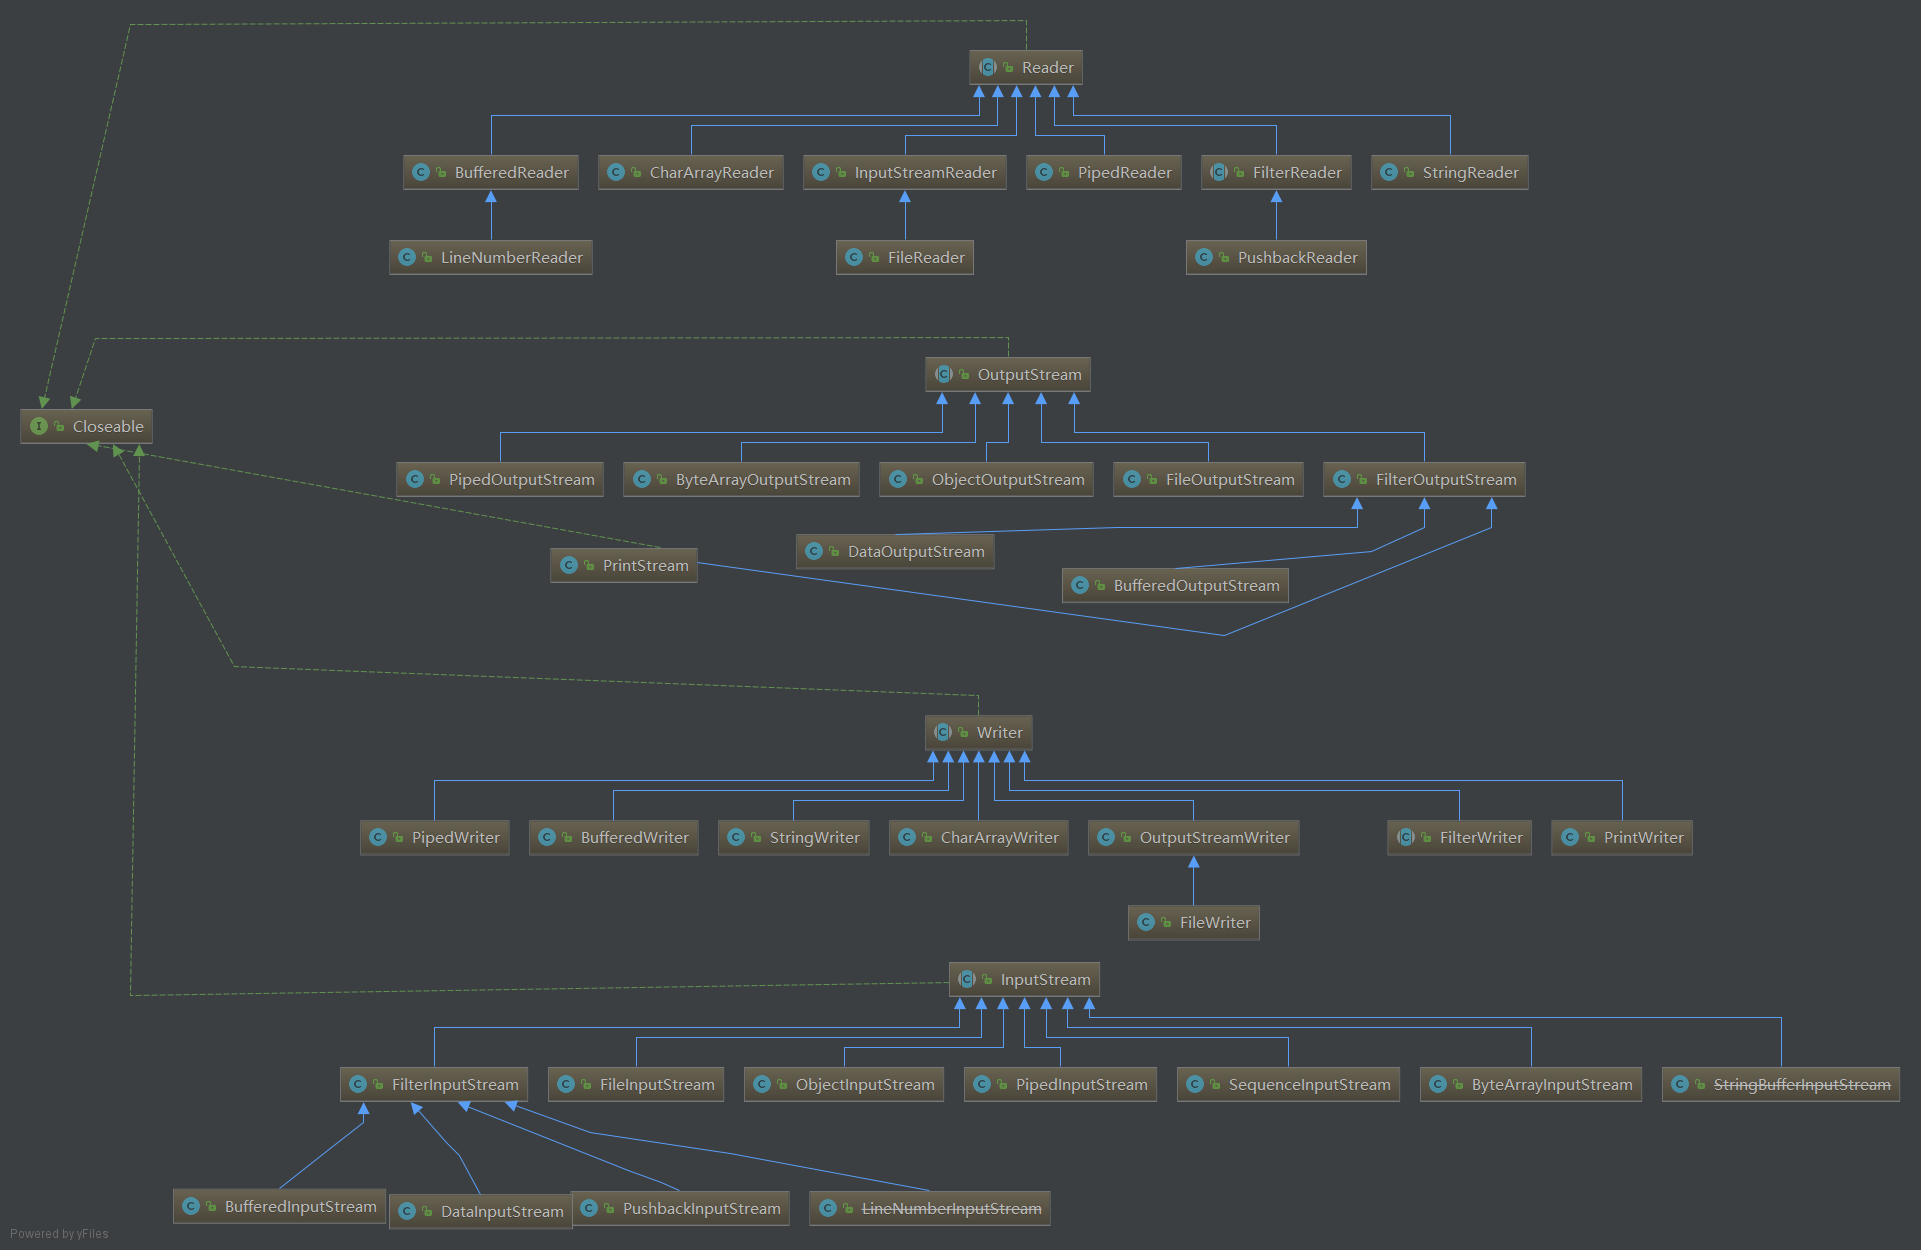 Reader
BufferedReader
CharArrayReader
InputStreamReader
PipedReader
FilterReader
StringReader
LineNumberReader
FileReader
PushbackReader
OutputStream
Closeable
PipedOutputStream
ByteArrayOutputStream
ObjectOutputStream
FileOutputStream
FilterOutputStream
PrintStream
DataOutputStream
BufferedOutputStream
Writer
PipedWriter
BufferedWriter
StringWriter
CharArrayWriter
OutputStreamWriter
FilterWriter
PrintWriter
FileWriter
InputStream
FilterInputStream
FileInputStream
ObjectInputStream
PipedInputStream
SequenceInputStream
ByteArrayInputStream
StringBufferInputStream
BufferedInputStream
DataInputStream
PushbackInputStream
LineNumberInputStream
Powered by yFiles